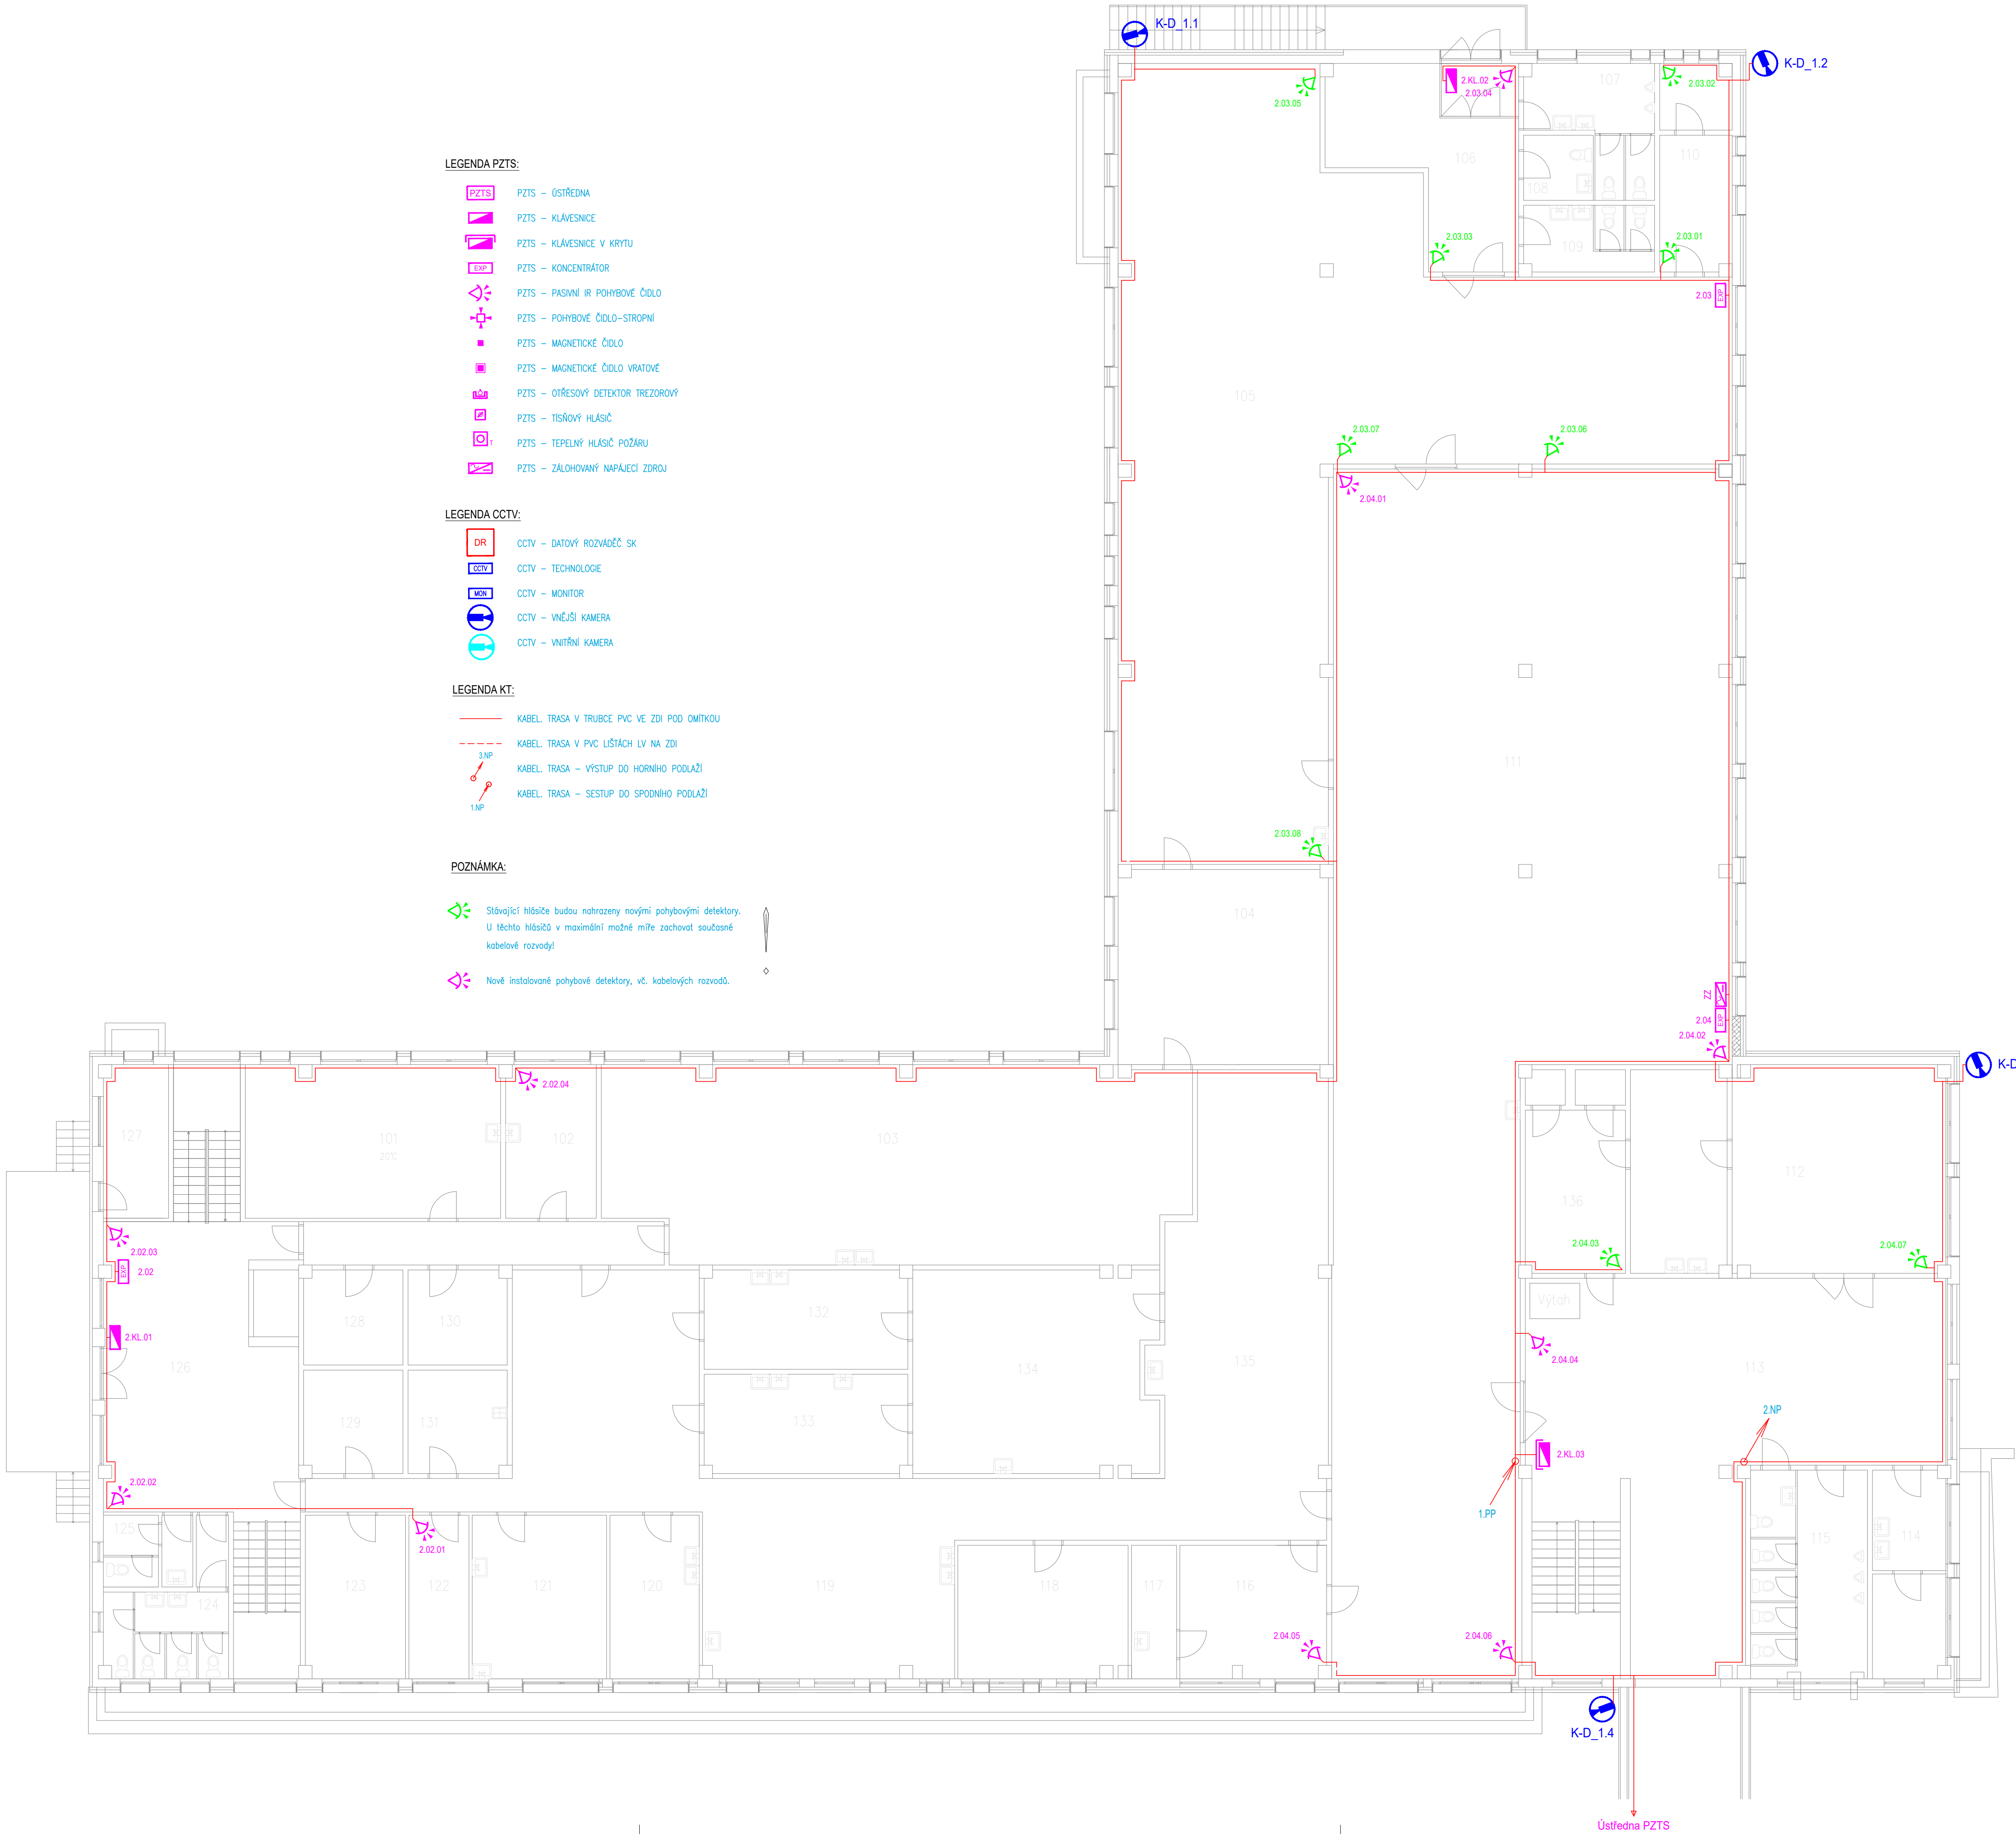 K-D_1.1
K-D_1.2
2.KL.02
2.03.04
2.03.05
2.03.02
107
106
110
108
109
2.03.03
2.03.01
2.03
EXP
105
2.03.07
2.03.06
2.04.01
111
2.03.08
104
LEGENDA PZTS:
PZTS
PZTS – ÚSTŘEDNA
PZTS – KLÁVESNICE
PZTS – KLÁVESNICE V KRYTU
EXP
PZTS – KONCENTRÁTOR
PZTS – PASIVNÍ IR POHYBOVÉ ČIDLO
PZTS – POHYBOVÉ ČIDLO–STROPNÍ
PZTS – MAGNETICKÉ ČIDLO
PZTS – MAGNETICKÉ ČIDLO VRATOVÉ
PZTS – OTŘESOVÝ DETEKTOR TREZOROVÝ
PZTS – TÍSŇOVÝ HLÁSIČ
T
PZTS – TEPELNÝ HLÁSIČ POŽÁRU
PZTS – ZÁLOHOVANÝ NAPÁJECÍ ZDROJ
LEGENDA CCTV:
DR
CCTV – DATOVÝ ROZVÁDĚČ SK
CCTV
CCTV – TECHNOLOGIE
MON
CCTV – MONITOR
CCTV – VNĚJŠÍ KAMERA
CCTV – VNITŘNÍ KAMERA
LEGENDA KT:
KABEL. TRASA V TRUBCE PVC VE ZDI POD OMÍTKOU
KABEL. TRASA V PVC LIŠTÁCH LV NA ZDI
3.NP
KABEL. TRASA – VÝSTUP DO HORNÍHO PODLAŽÍ
KABEL. TRASA – SESTUP DO SPODNÍHO PODLAŽÍ
1.NP
POZNÁMKA:
Stávající hlásiče budou nahrazeny novými pohybovými detektory.
U těchto hlásičů v maximální možné míře zachovat současné
kabelové rozvody!
Nově instalované pohybové detektory, vč. kabelových rozvodů.
ZZ
2.04
EXP
2.04.02
K-D
2.02.04
127
101
20°C
102
103
112
136
2.02.03
2.02
EXP
2.04.03
2.04.07
Výtah
2.KL.01
128
130
132
134
135
126
2.04.04
113
129
131
133
2.NP
2.KL.03
1.PP
2.02.02
125
2.02.01
124
123
122
121
120
119
118
117
116
115
114
2.04.05
2.04.06
K-D_1.4
Ústředna PZTS